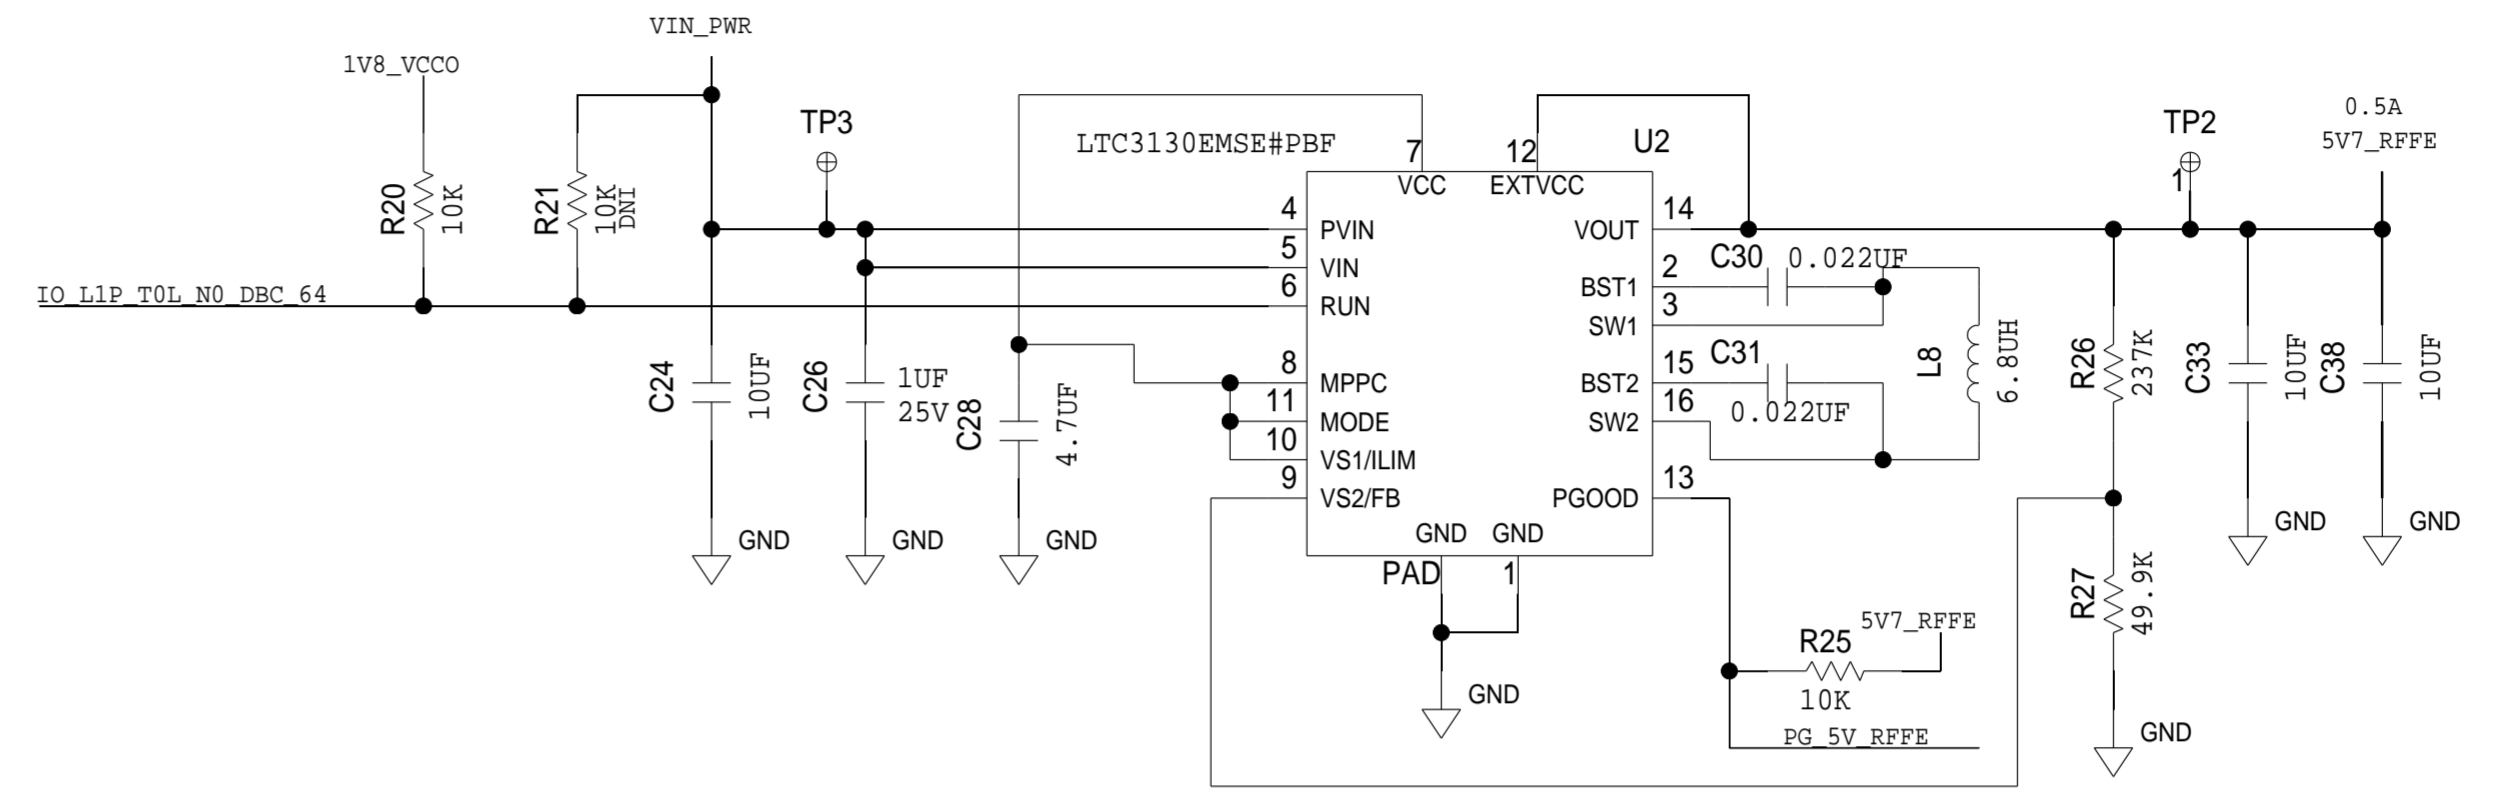 VIN_PWR
1V8_VCCO
0.5A
5V7_RFFE
TP3
TP2
1
LTC3130EMSE#PBF
U2
7
12
VCC
EXTVCC
R20
10K
R21
10K
DNI
4
PVIN
VOUT
14
5
VIN
C30
0.022UF
6
RUN
BST1
2
SW1
3
IO_L1P_T0L_N0_DBC_64
C24
10UF
C26
1UF
25V
C28
4.7UF
8
MPPC
BST2
15
C31
0.022UF
11
MODE
SW2
16
10
VS1/ILIM
9
VS2/FB
PGOOD
13
L8
6.8UH
R26
237K
C33
10UF
C38
10UF
GND
GND
GND
GND
GND
GND
GND
PAD
1
R27
49.9K
5V7_RFFE
R25
10K
GND
PG_5V_RFFE
GND